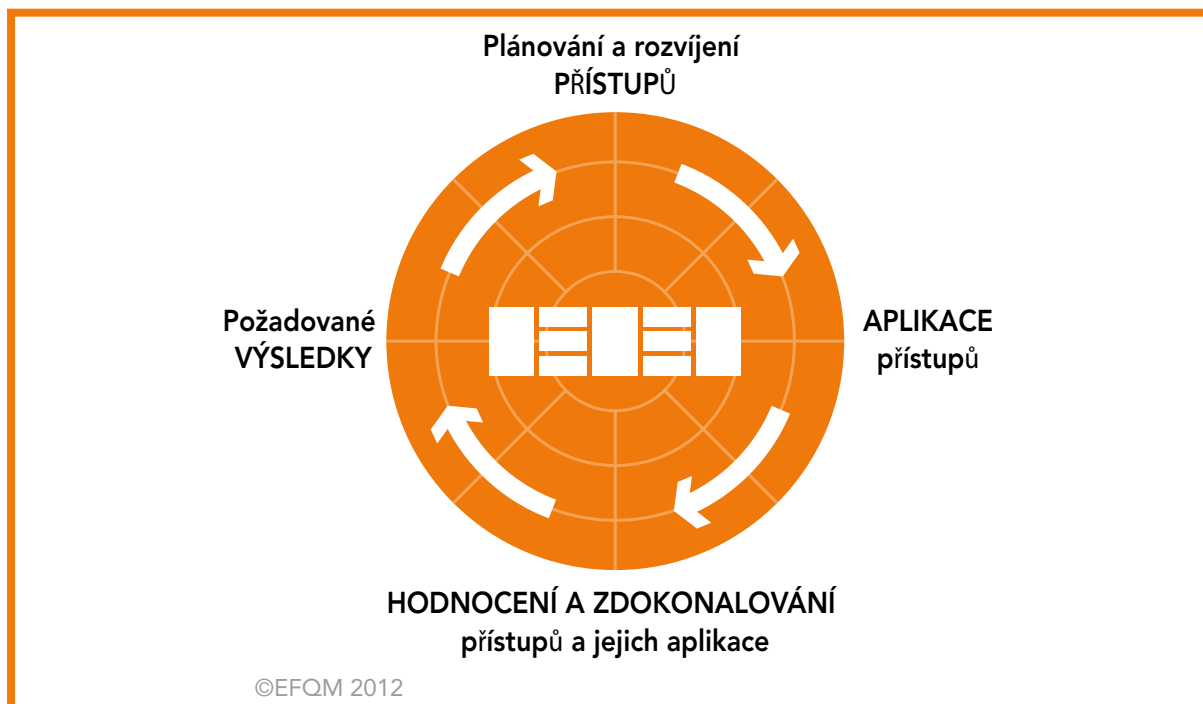 Plánování a rozvíjení
PŘÍSTUPŮ
Požadované
VÝSLEDKY
APLIKACE
přístupů
HODNOCENÍ A ZDOKONALOVÁNÍ
přístupů a jejich aplikace
©EFQM 2012